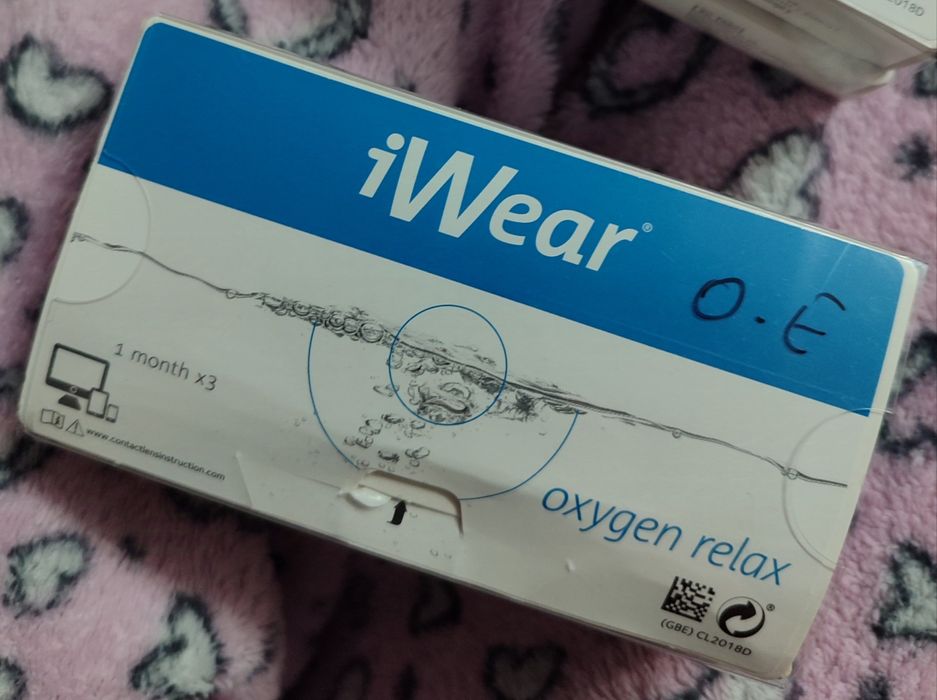 iWear®
O.E
1 month x3
www.contactlensinstruction.com
oxygen relax
®
(GBE) CL2018D